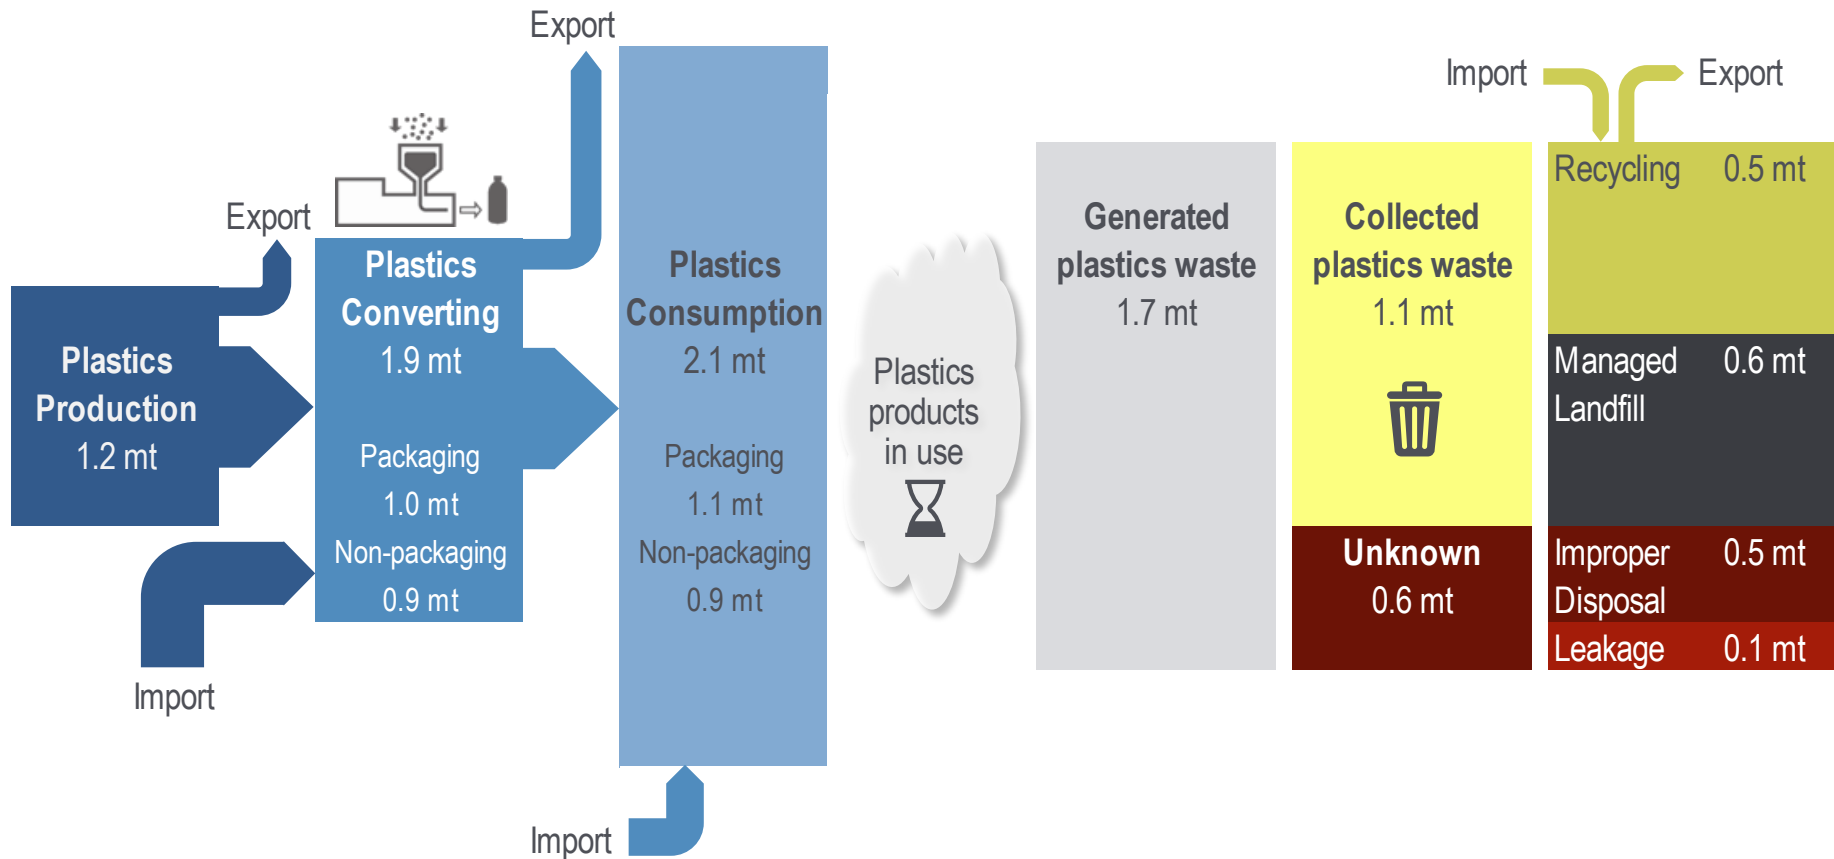 Export
Export
Import
Export
Plastics
Production
1.2 mt
Import
Plastics
Converting
1.9 mt
Packaging
1.0 mt
Non-packaging
0.9 mt
Plastics
Consumption
2.1 mt
Packaging
1.1 mt
Non-packaging
0.9 mt
Import
Plastics
products
in use
Generated
plastics waste
1.7 mt
Collected
plastics waste
1.1 mt
Unknown
0.6 mt
Recycling 0.5 mt
Managed 0.6 mt
Landfill
Improper 0.5 mt
Disposal
Leakage 0.1 mt